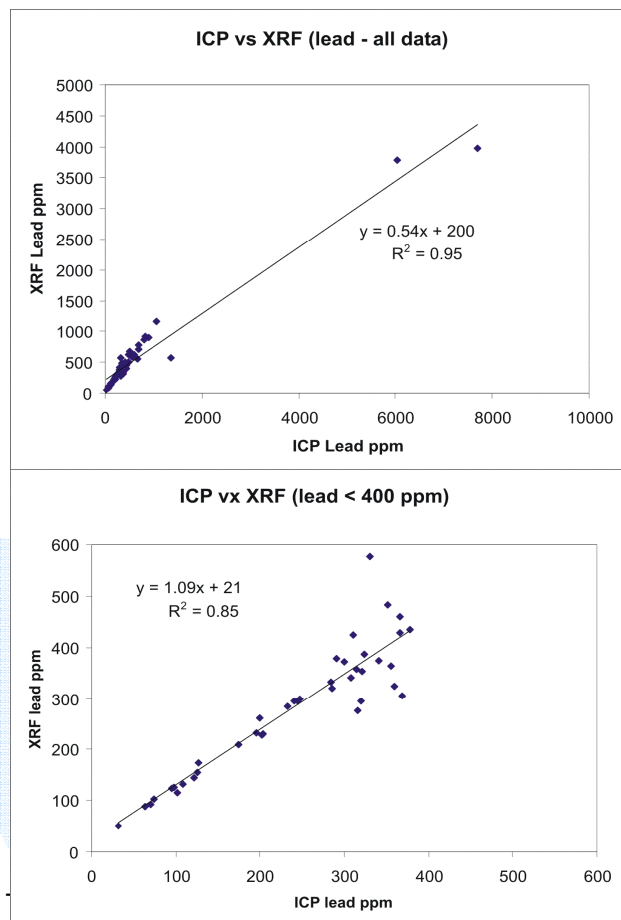 ICP vs XRF (lead - all data)
5000
4500
4000
3500
3000
2500
2000
1500
1000
500
0
XRF Lead ppm
y = 0.54x + 200
R² = 0.95
0 2000 4000 6000 8000 10000
ICP Lead ppm
ICP vx XRF (lead < 400 ppm)
600
500
400
300
200
100
0
XRF lead ppm
y = 1.09x + 21
R² = 0.85
0 100 200 300 400 500 600
ICP lead ppm